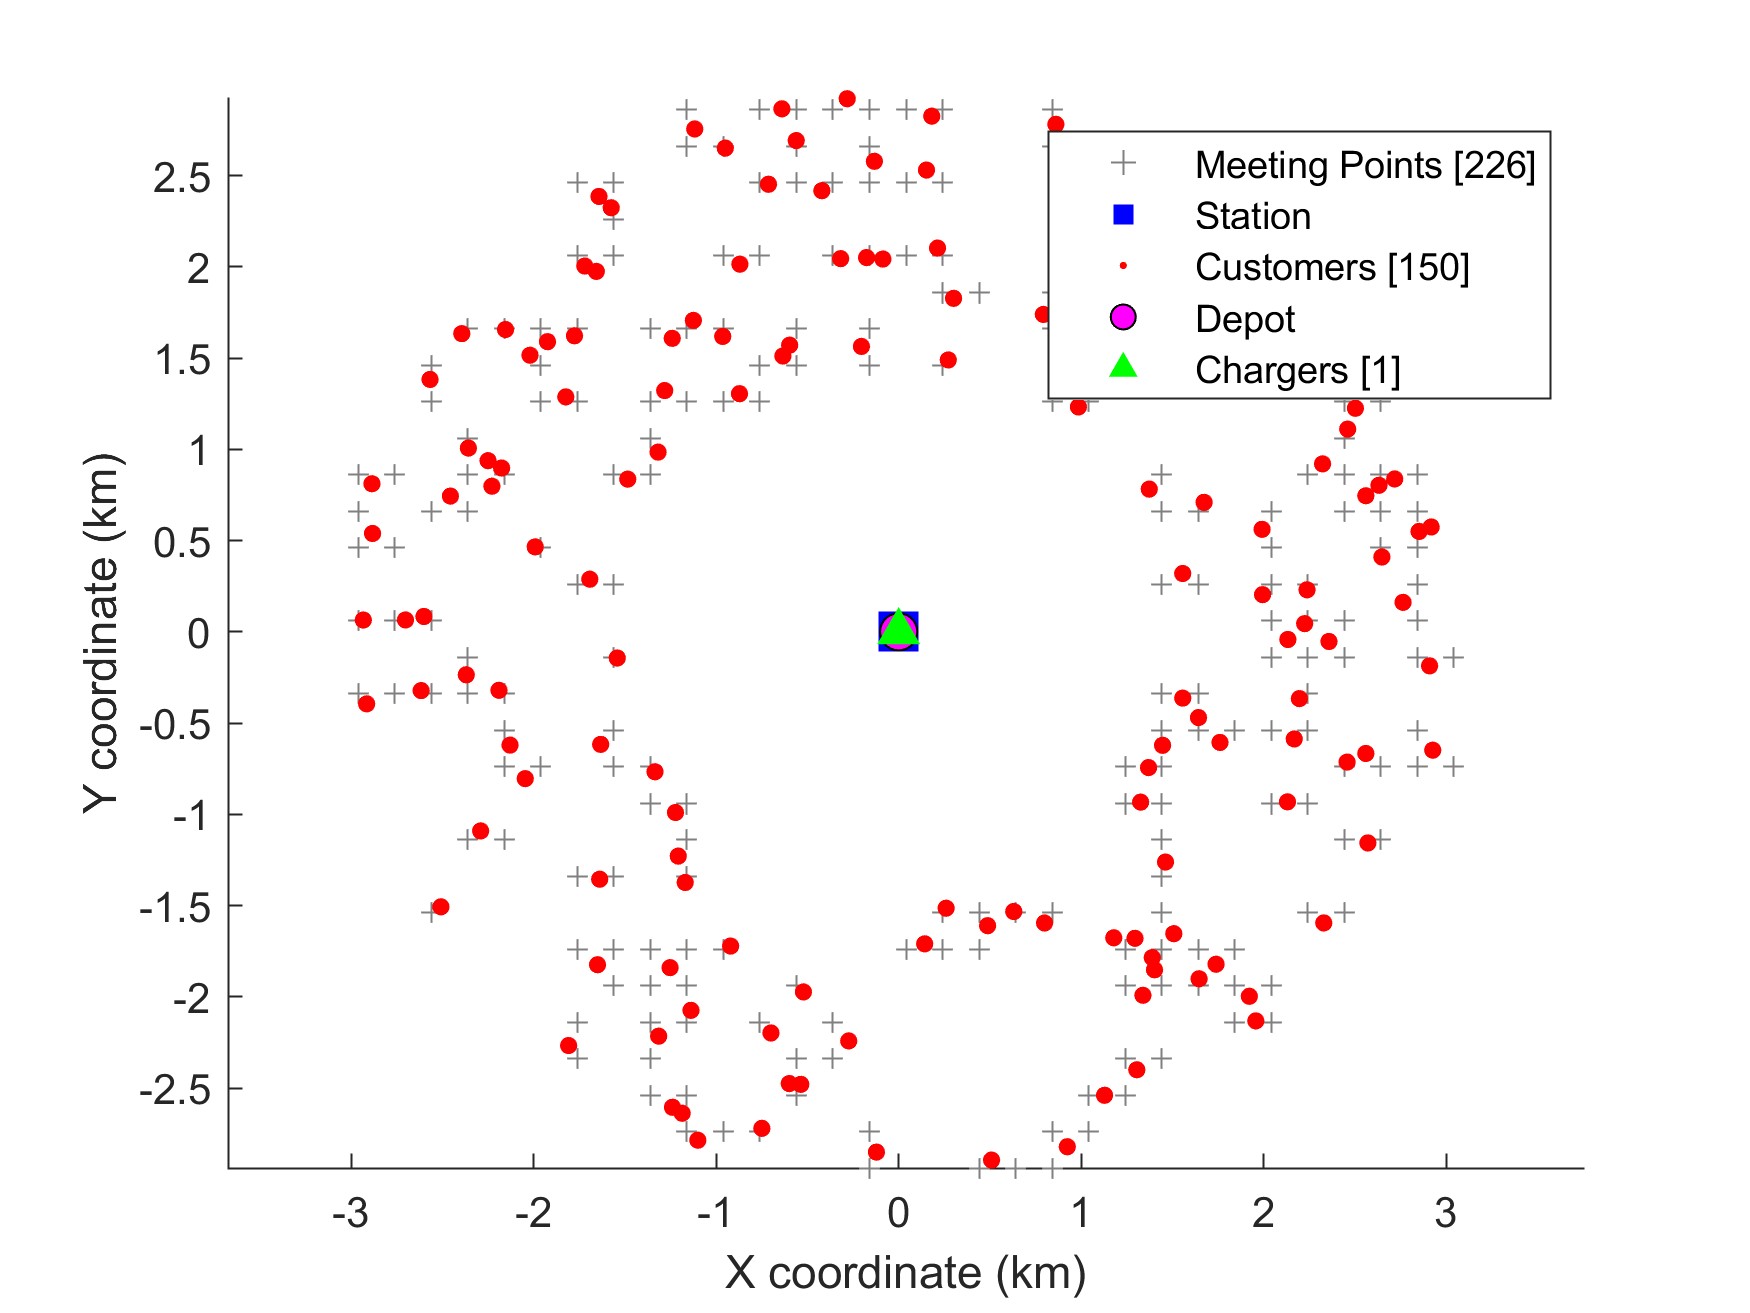 2.5
2
1.5
1
0.5
0
-0.5
-1
-1.5
-2
-2.5
Y coordinate (km)
Meeting Points [226]
Station
Customers [150]
Depot
Chargers [1]
-3 -2 -1 0 1 2 3
X coordinate (km)